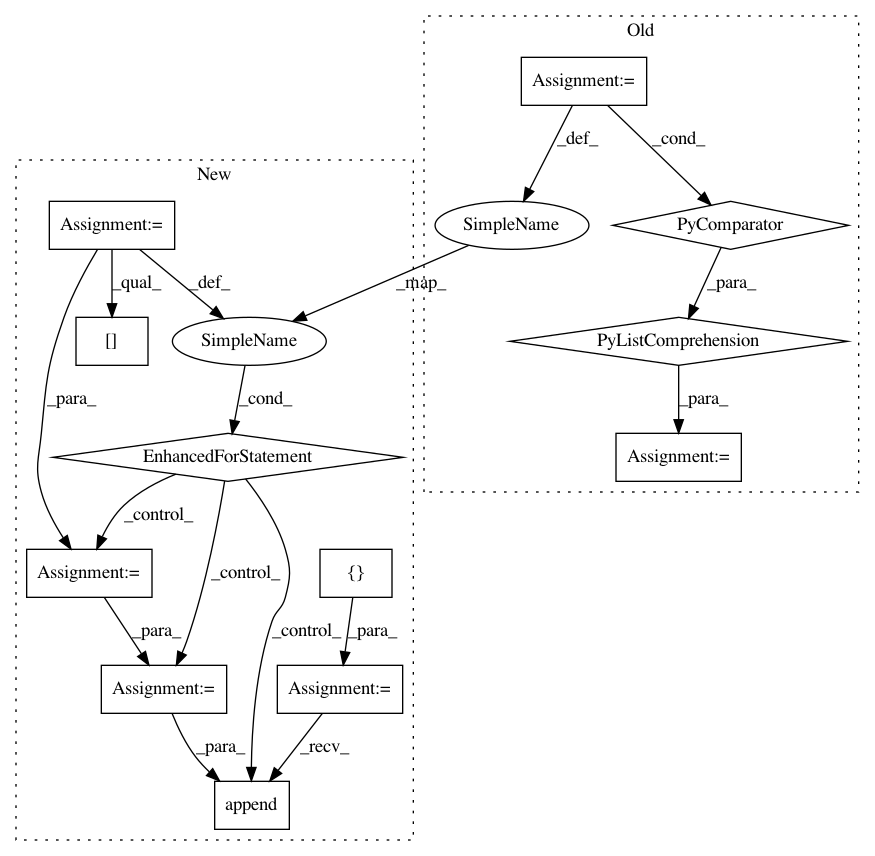 Old
Assignment:=
_def_
_cond_
New
Assignment:=
SimpleName
PyComparator
_qual_
_def_
_map_
_para_
[]
SimpleName
PyListComprehension
_para_
_cond_
_para_
EnhancedForStatement
Assignment:=
_control_
Assignment:=
_control_
{}
_para_
_control_
_para_
Assignment:=
Assignment:=
_para_
_recv_
append